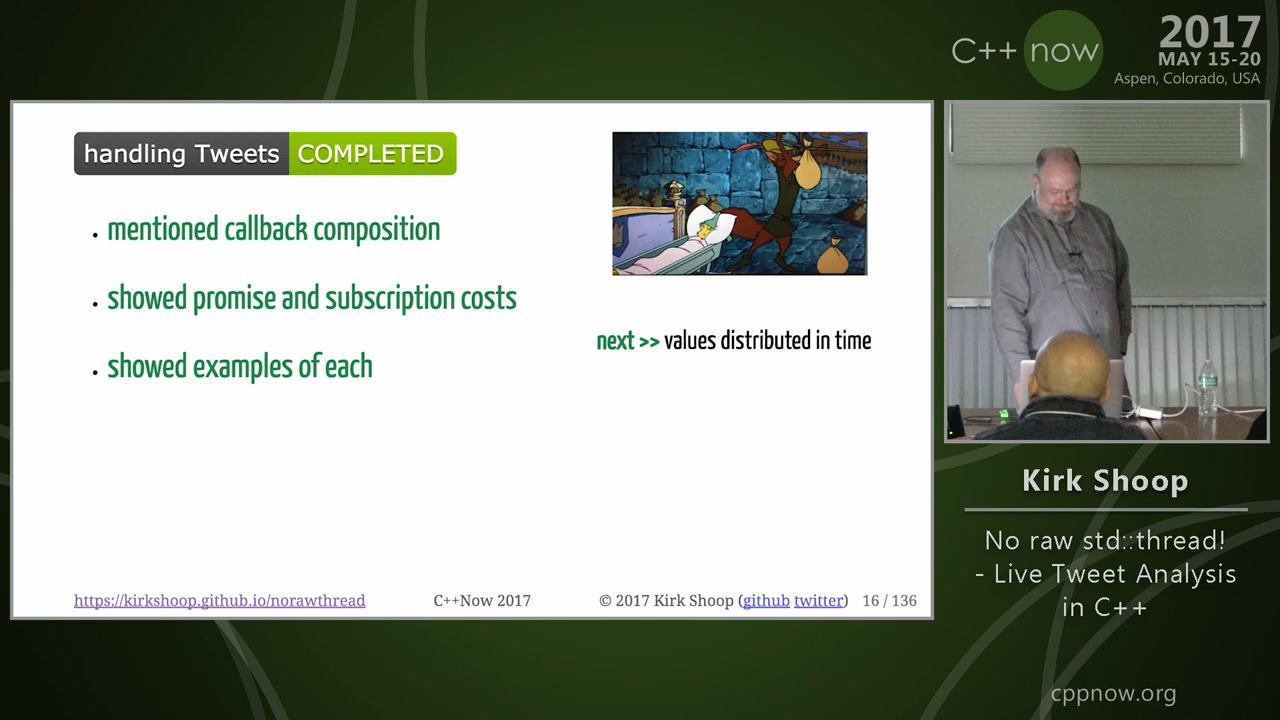 C++ now
2017
MAY 15-20
Aspen, Colorado, USA
handling Tweets COMPLETED
mentioned callback composition
showed promise and subscription costs
showed examples of each
next >> values distributed in time
https://kirkshoop.github.io/norawthread
C++Now 2017
© 2017 Kirk Shoop (github twitter)
16 / 136
Kirk Shoop
No raw std::thread!
- Live Tweet Analysis
in C++
cppnow.org